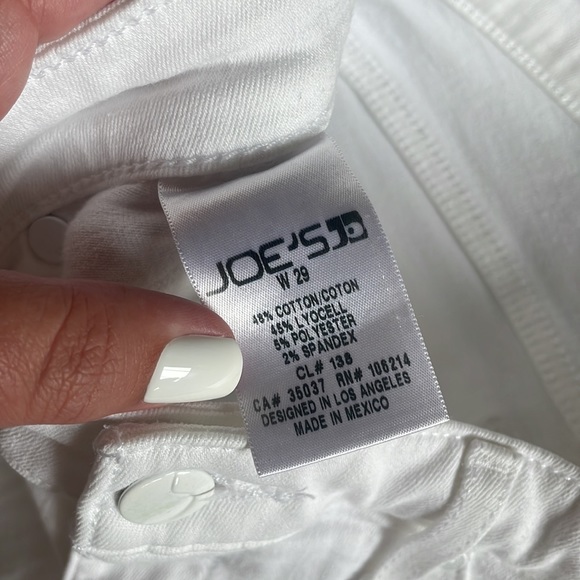 JOE'S JD
W 29
48% COTTON/COTON
45% LYOCELL
5% POLYESTER
2% SPANDEX
CL# 138
CA# 35037 RN# 106214
DESIGNED IN LOS ANGELES
MADE IN MEXICO